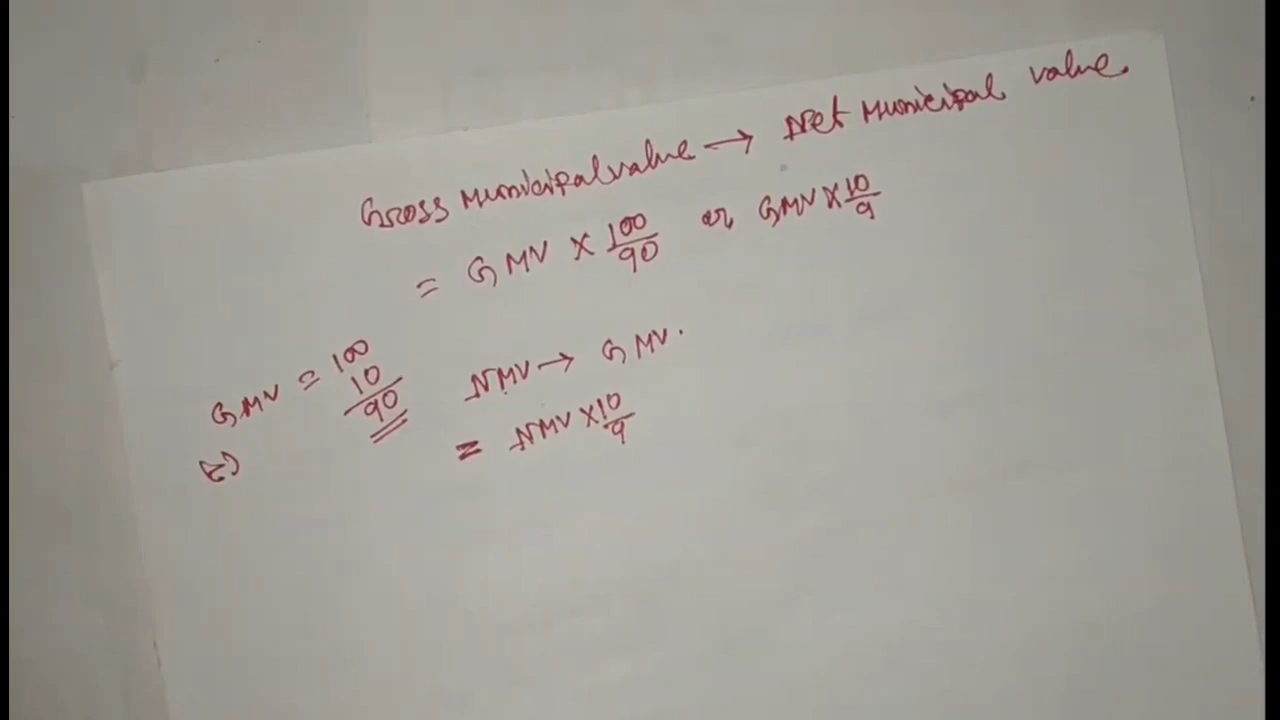 Gross Municipal value → Net Municipal value
= GMV × 100/90 or GMV × 10/9
GMV = 100
10
90
NMV → GMV.
= NMV × 10/9